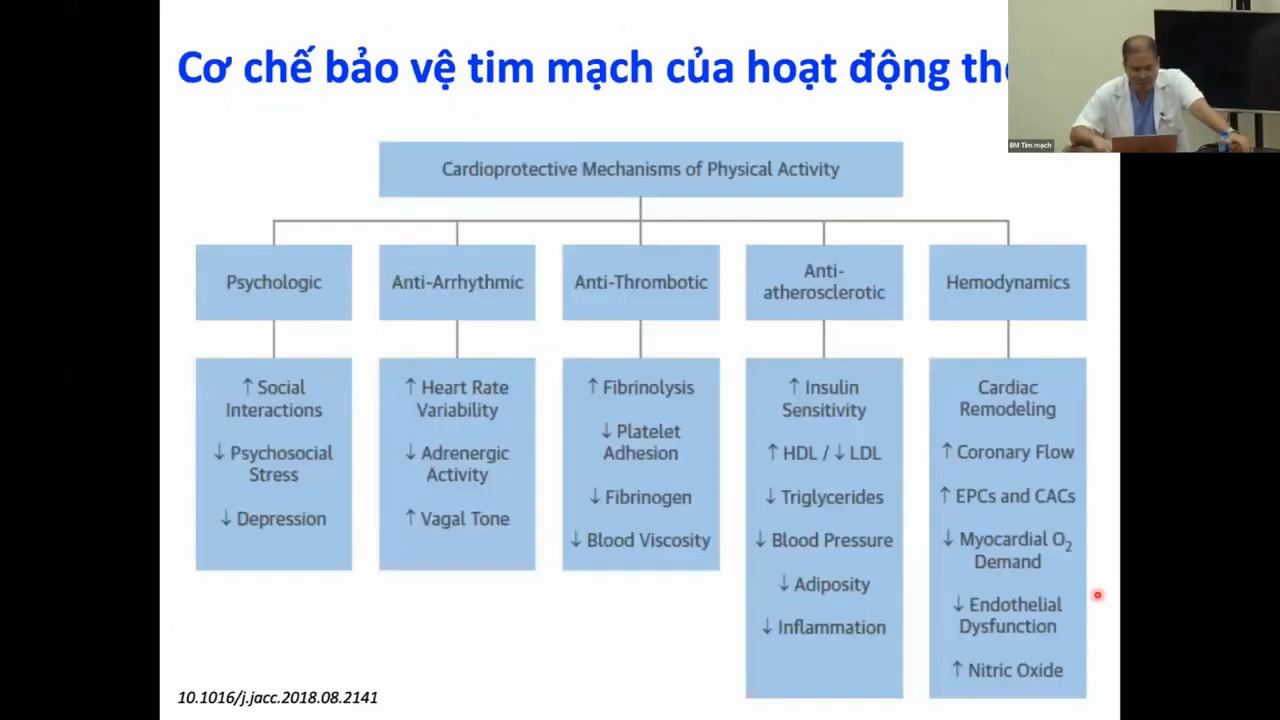 Cơ chế bảo vệ tim mạch của hoạt động
BM Tim mạch
Cardioprotective Mechanisms of Physical Activity
Psychologic
Anti-Arrhythmic
Anti-Thrombotic
Anti-
atherosclerotic
Hemodynamics
↑ Social
Interactions
↓ Psychosocial
Stress
↓ Depression
↑ Heart Rate
Variability
↓ Adrenergic
Activity
↑ Vagal Tone
↑ Fibrinolysis
↓ Platelet
Adhesion
↓ Fibrinogen
↓ Blood Viscosity
↑ Insulin
Sensitivity
↑ HDL / ↓ LDL
↓ Triglycerides
↓ Blood Pressure
↓ Adiposity
↓ Inflammation
Cardiac
Remodeling
↑ Coronary Flow
↑ EPCs and CACs
↓ Myocardial O₂
Demand
↓ Endothelial
Dysfunction
↑ Nitric Oxide
10.1016/j.jacc.2018.08.2141